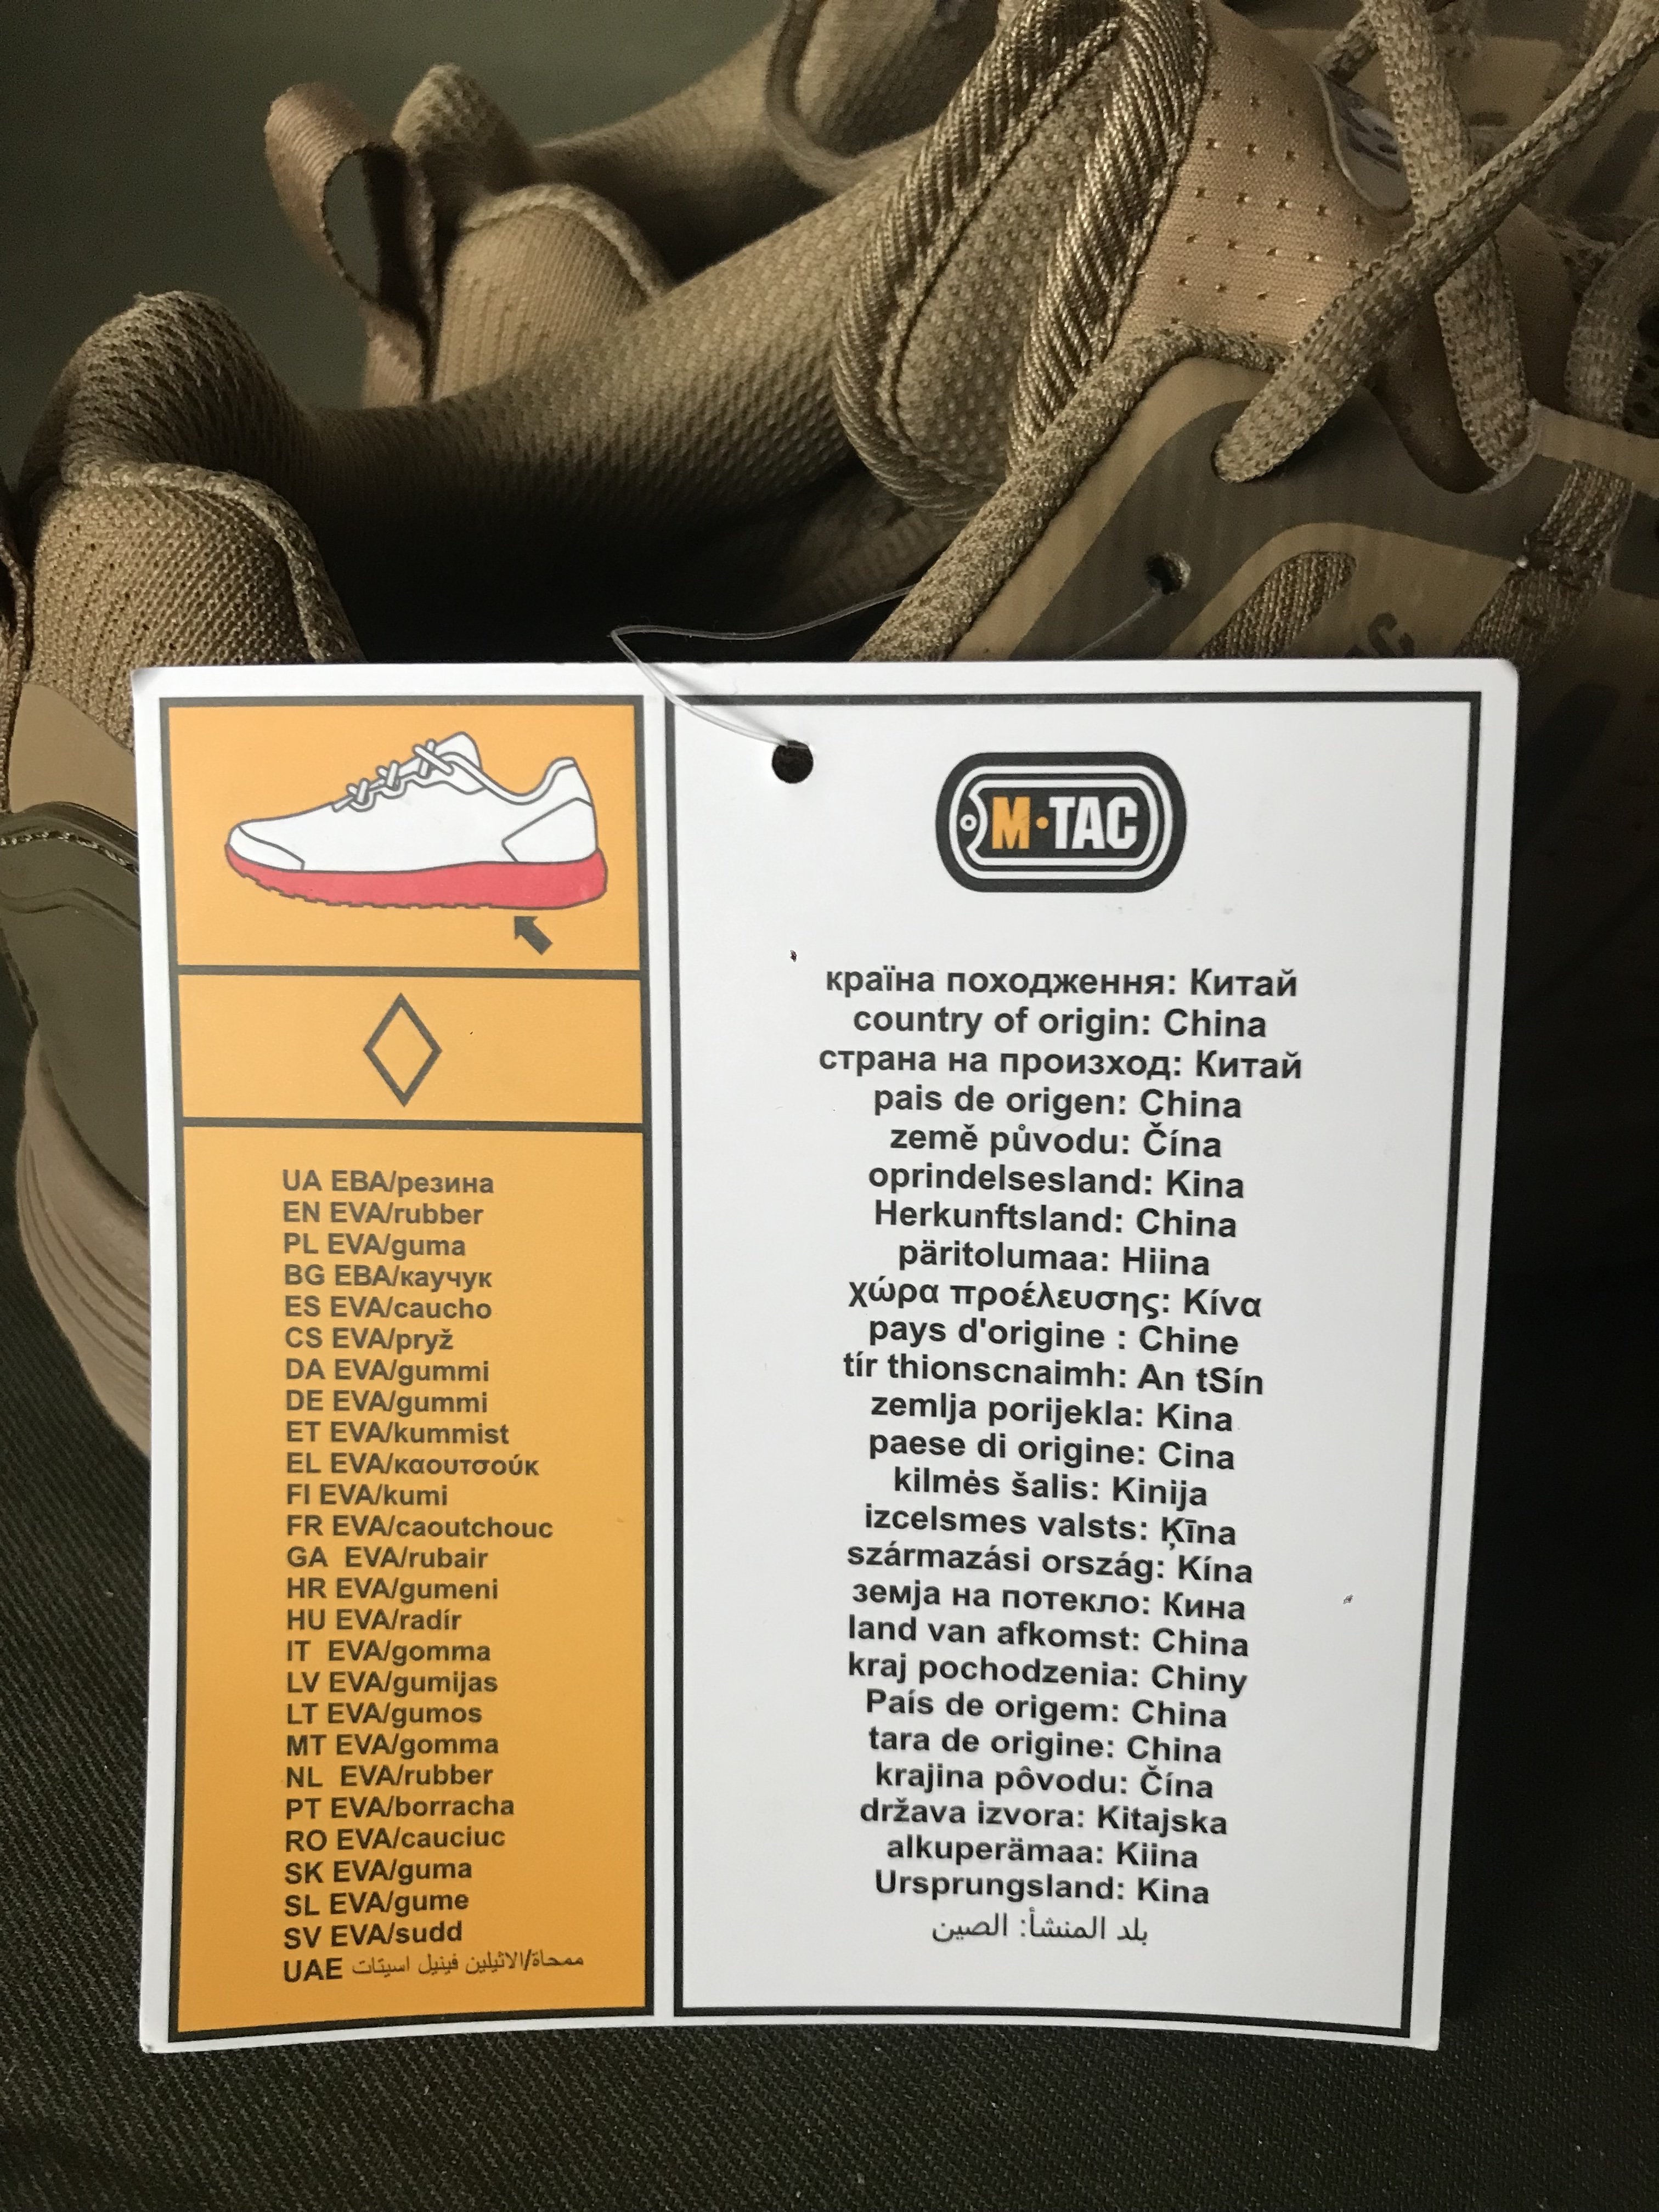 UA ЕВА/резина
EN EVA/rubber
PL EVA/guma
BG ЕВА/каучук
ES EVA/caucho
CS EVA/pryž
DA EVA/gummi
DE EVA/gummi
ET EVA/kummist
EL EVA/καουτσούκ
FI EVA/kumi
FR EVA/caoutchouc
GA EVA/rubair
HR EVA/gumeni
HU EVA/radír
IT EVA/gomma
LV EVA/gumijas
LT EVA/gumos
MT EVA/gomma
NL EVA/rubber
PT EVA/borracha
RO EVA/cauciuc
SK EVA/guma
SL EVA/gume
SV EVA/sudd
UAE ممحاة/الاثيلين فينيل اسيتات
M·TAC
країна походження: Китай
country of origin: China
страна на произход: Китай
pais de origen: China
země původu: Čína
oprindelsesland: Kina
Herkunftsland: China
päritolumaa: Hiina
χώρα προέλευσης: Κίνα
pays d'origine : Chine
tír thionscnaimh: An tSín
zemlja porijekla: Kina
paese di origine: Cina
kilmės šalis: Kinija
izcelsmes valsts: Ķīna
származási ország: Kína
земја на потекло: Кина
land van afkomst: China
kraj pochodzenia: Chiny
País de origem: China
tara de origine: China
krajina pôvodu: Čína
država izvora: Kitajska
alkuperämaa: Kiina
Ursprungsland: Kina
بلد المنشأ: الصين